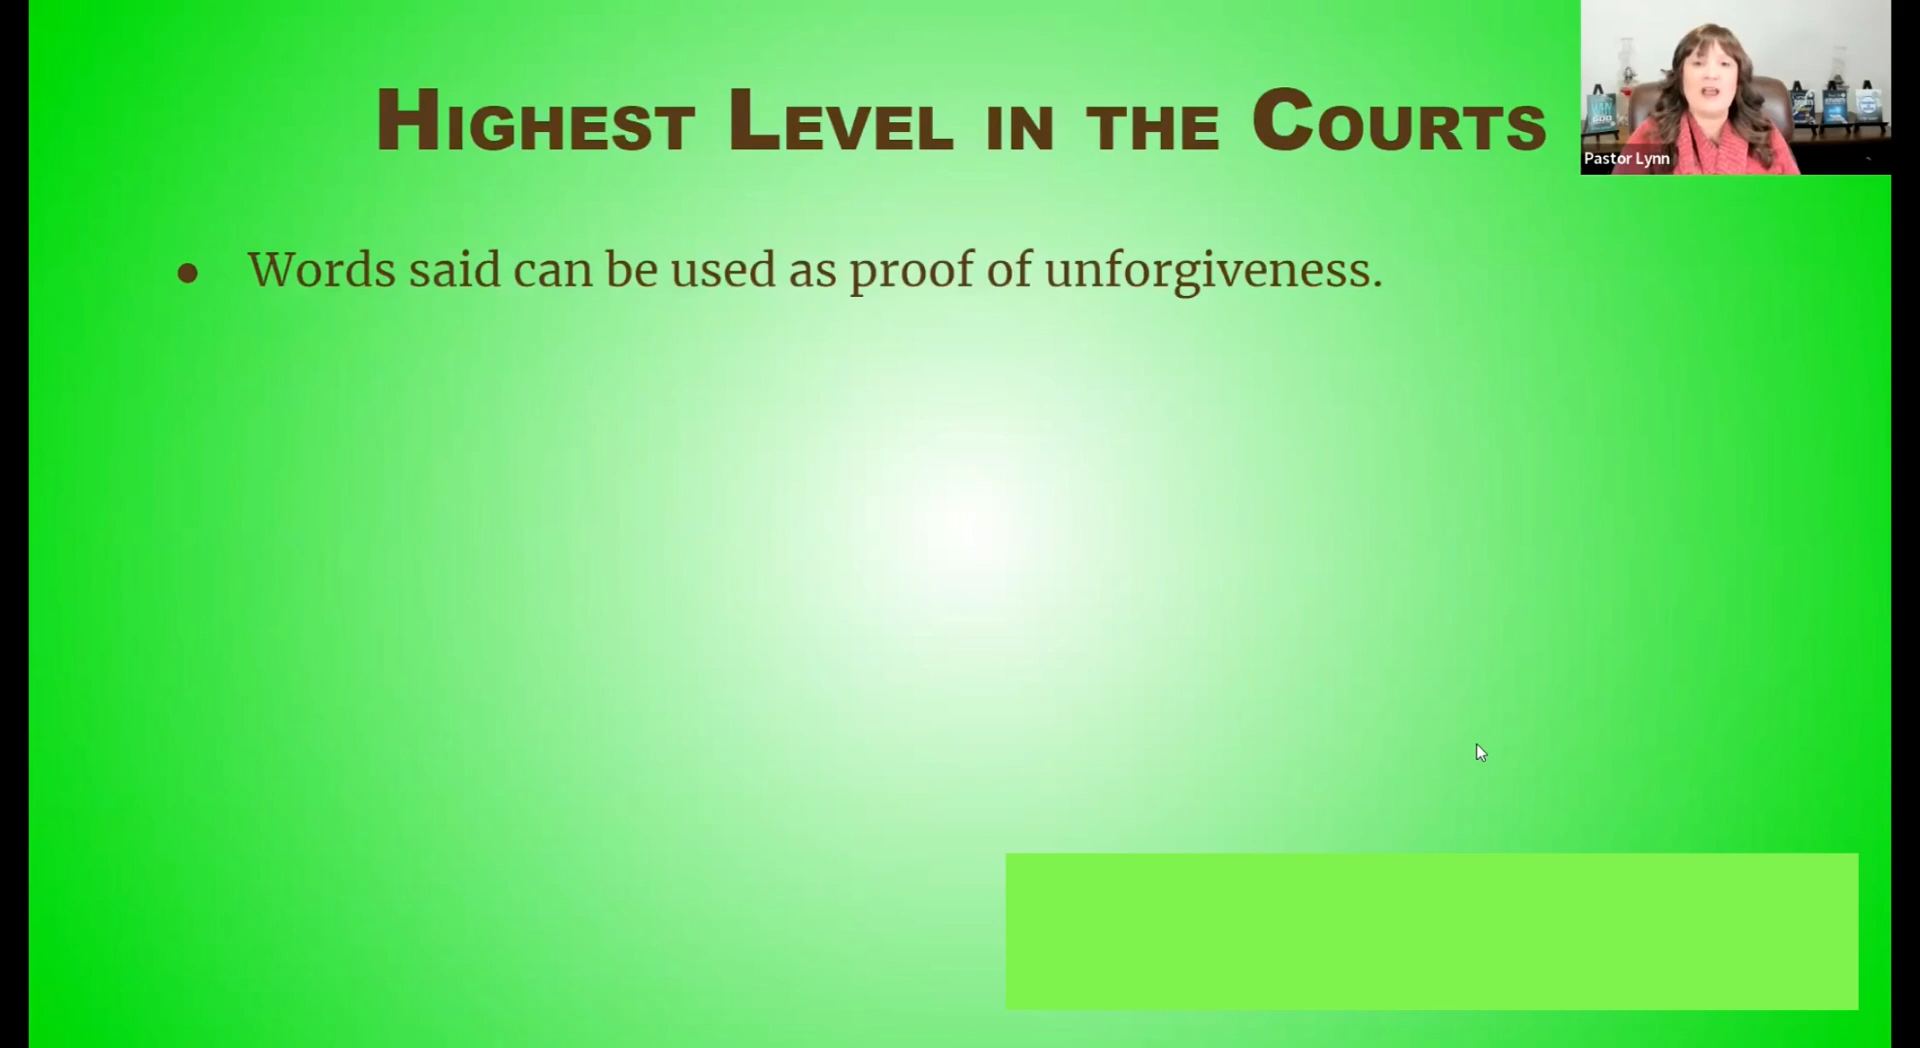 Highest Level in the Courts
Pastor Lynn
● Words said can be used as proof of unforgiveness.